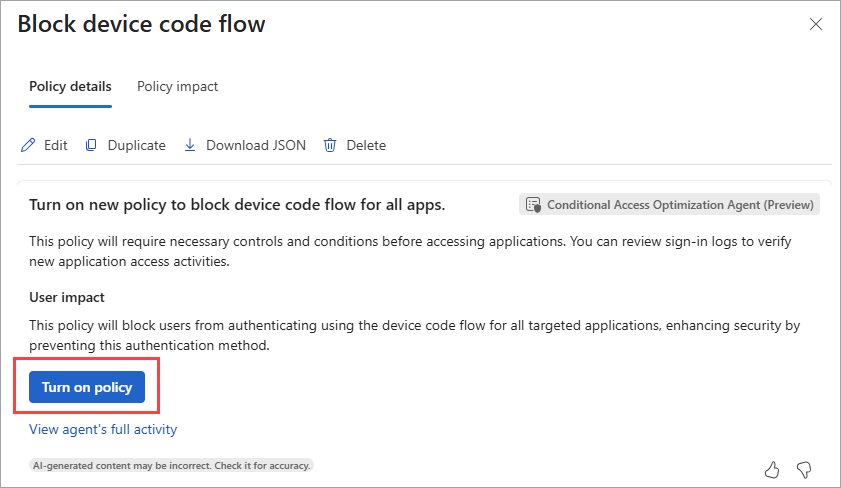 Block device code flow
Policy details
Policy impact
Edit
Duplicate
Download JSON
Delete
Turn on new policy to block device code flow for all apps.
Conditional Access Optimization Agent (Preview)
This policy will require necessary controls and conditions before accessing applications. You can review sign-in logs to verify
new application access activities.
User impact
This policy will block users from authenticating using the device code flow for all targeted applications, enhancing security by
preventing this authentication method.
Turn on policy
View agent's full activity
AI-generated content may be incorrect. Check it for accuracy.